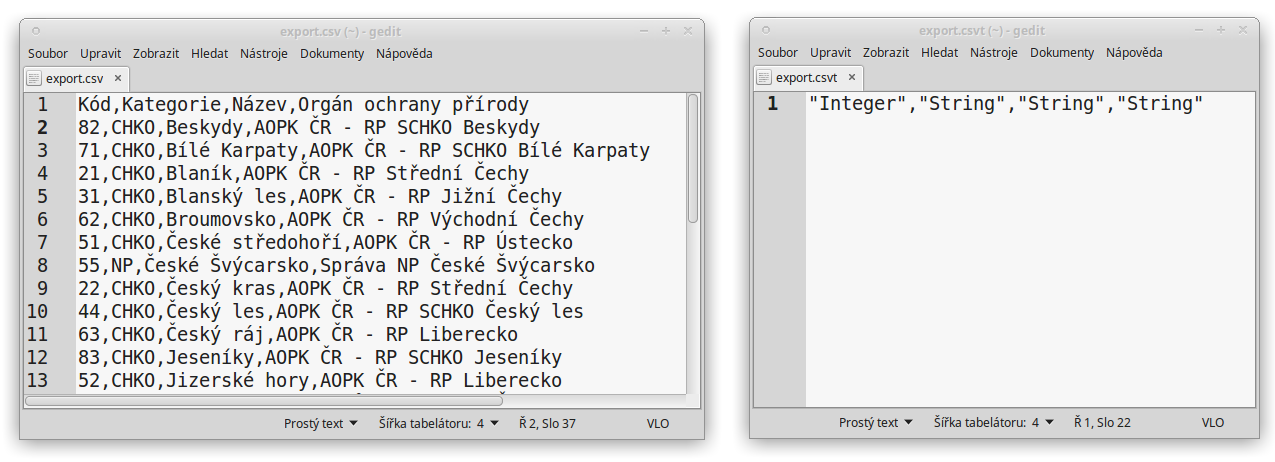 export.csv (~) - gedit
Soubor Upravit Zobrazit Hledat Nástroje Dokumenty Nápověda
export.csv ×
1 Kód,Kategorie,Název,Orgán ochrany přírody
2 82,CHKO,Beskydy,AOPK ČR - RP SCHKO Beskydy
3 71,CHKO,Bílé Karpaty,AOPK ČR - RP SCHKO Bílé Karpaty
4 21,CHKO,Blaník,AOPK ČR - RP Střední Čechy
5 31,CHKO,Blanský les,AOPK ČR - RP Jižní Čechy
6 62,CHKO,Broumovsko,AOPK ČR - RP Východní Čechy
7 51,CHKO,České středohoří,AOPK ČR - RP Ústecko
8 55,NP,České Švýcarsko,Správa NP České Švýcarsko
9 22,CHKO,Český kras,AOPK ČR - RP Střední Čechy
10 44,CHKO,Český les,AOPK ČR - RP SCHKO Český les
11 63,CHKO,Český ráj,AOPK ČR - RP Liberecko
12 83,CHKO,Jeseníky,AOPK ČR - RP SCHKO Jeseníky
13 52,CHKO,Jizerské hory,AOPK ČR - RP Liberecko
Prostý text Šířka tabelátoru: 4 Ř 2, Slo 37 VLO
export.csvt (~) - gedit
Soubor Upravit Zobrazit Hledat Nástroje Dokumenty Nápověda
export.csvt ×
1 "Integer","String","String","String"
Prostý text Šířka tabelátoru: 4 Ř 1, Slo 22 VLO